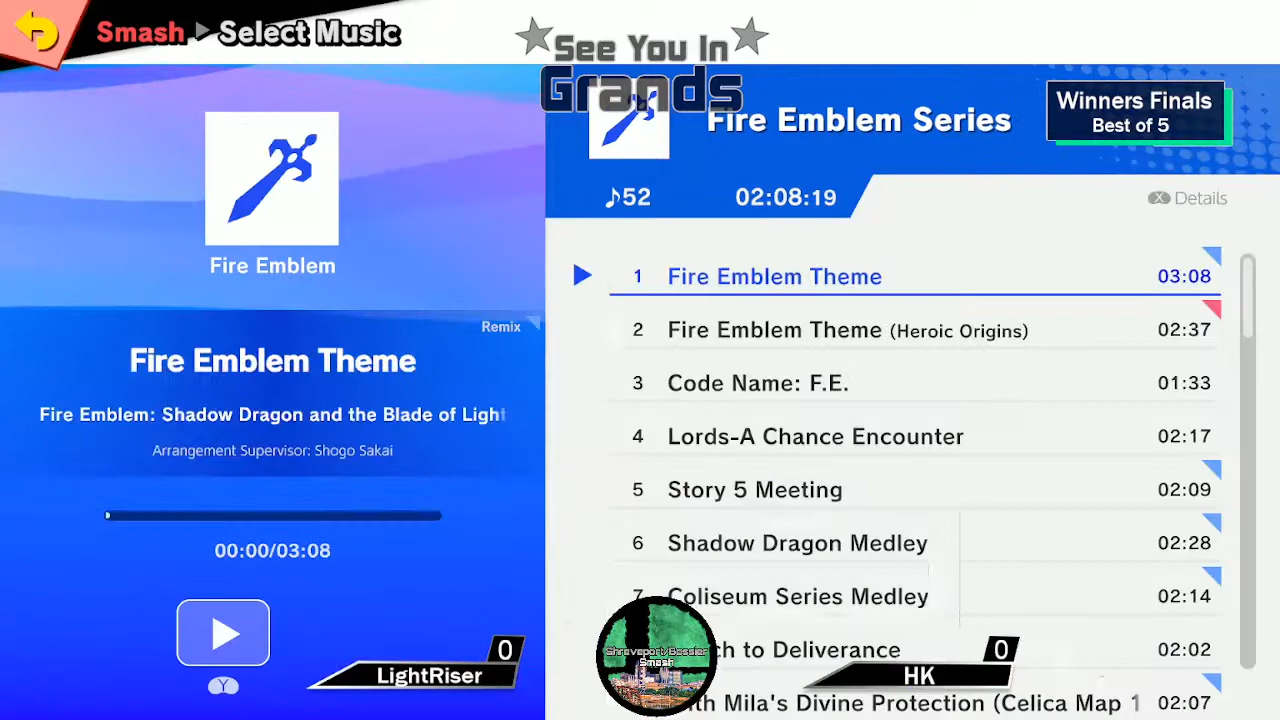 Smash ▶ Select Music
See You In
Grands
Fire Emblem
Remix
Fire Emblem Theme
Fire Emblem: Shadow Dragon and the Blade of Light
Arrangement Supervisor: Shogo Sakai
00:00/03:08
Y
Fire Emblem Series
Winners Finals
Best of 5
♪52 02:08:19
X Details
1 Fire Emblem Theme 03:08
2 Fire Emblem Theme (Heroic Origins) 02:37
3 Code Name: F.E. 01:33
4 Lords-A Chance Encounter 02:17
5 Story 5 Meeting 02:09
6 Shadow Dragon Medley 02:28
7 Coliseum Series Medley 02:14
to Deliverance 02:02
Mila's Divine Protection (Celica Map 1 02:07
LightRiser 0
Shreveport/Bossier
Smash
HK 0